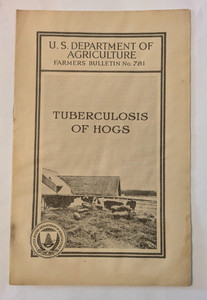 U. S. DEPARTMENT OF
AGRICULTURE
FARMERS BULLETIN No. 781
TUBERCULOSIS
OF HOGS